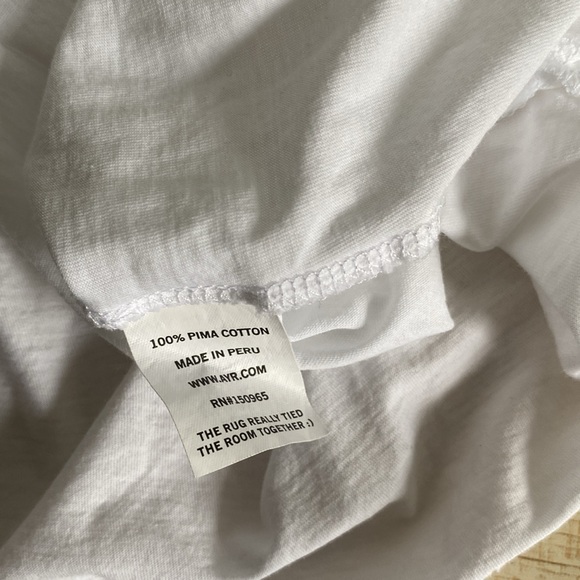 100% PIMA COTTON
MADE IN PERU
WWW.AYR.COM
RN#150965
THE RUG REALLY TIED
THE ROOM TOGETHER :)